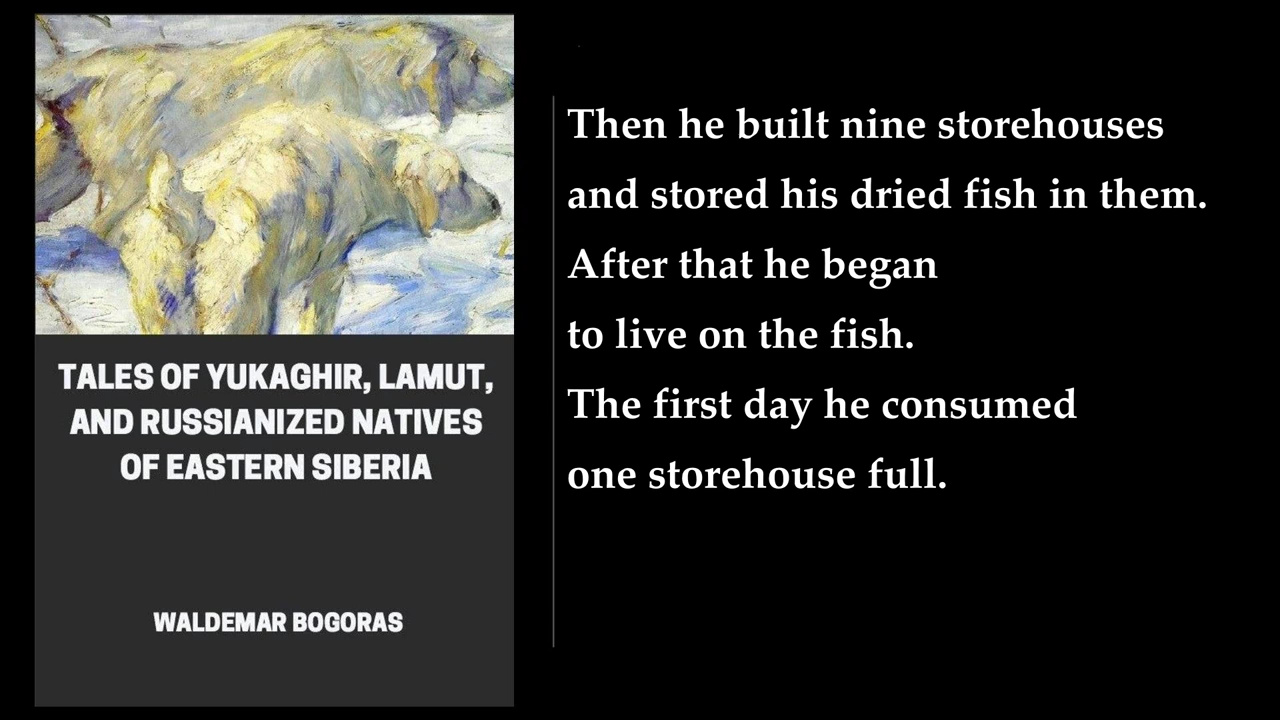 TALES OF YUKAGHIR, LAMUT,
AND RUSSIANIZED NATIVES
OF EASTERN SIBERIA
WALDEMAR BOGORAS
Then he built nine storehouses
and stored his dried fish in them.
After that he began
to live on the fish.
The first day he consumed
one storehouse full.